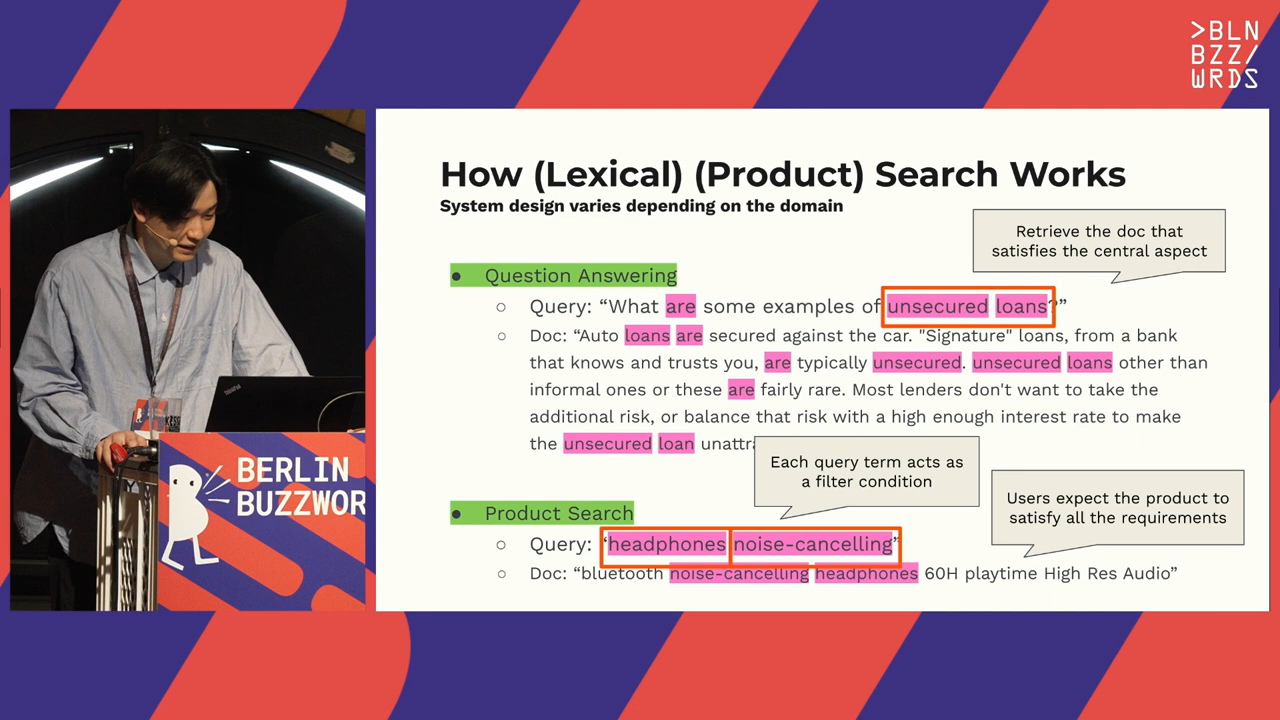 >BLN
BZZ/
WRDS
How (Lexical) (Product) Search Works
System design varies depending on the domain
Retrieve the doc that
satisfies the central aspect
● Question Answering
○ Query: “What are some examples of unsecured loans?”
○ Doc: “Auto loans are secured against the car. "Signature" loans, from a bank
that knows and trusts you, are typically unsecured. unsecured loans other than
informal ones or these are fairly rare. Most lenders don't want to take the
additional risk, or balance that risk with a high enough interest rate to make
the unsecured loan unattra
Each query term acts as
a filter condition
Users expect the product to
satisfy all the requirements
● Product Search
○ Query: “headphones noise-cancelling”
○ Doc: “bluetooth noise-cancelling headphones 60H playtime High Res Audio”
BERLIN
BUZZWOR